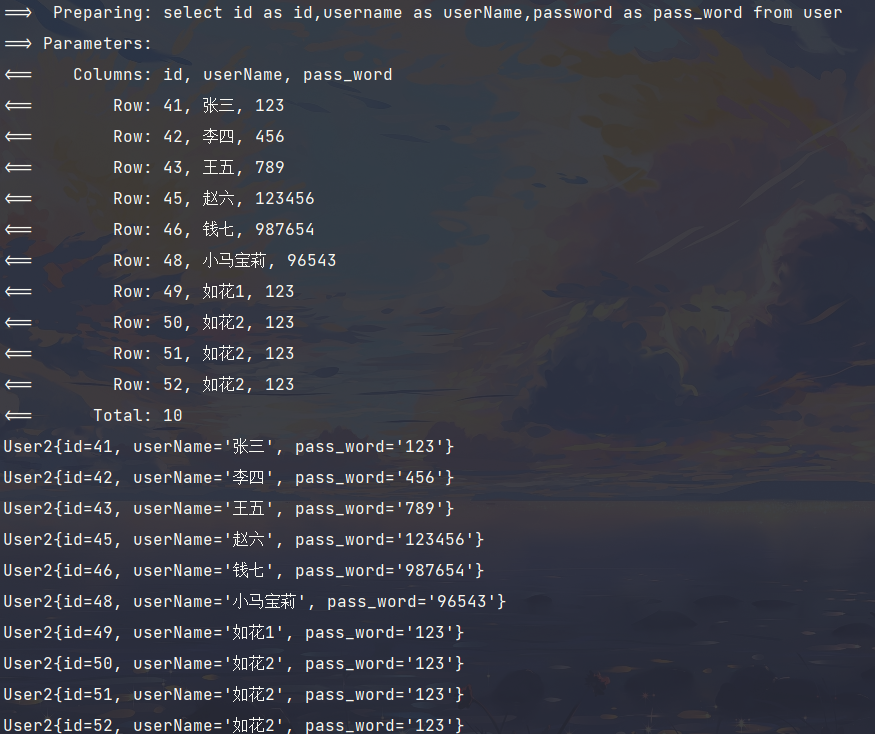 ==>  Preparing: select id as id,username as userName,password as pass_word from user
==> Parameters:
<==    Columns: id, userName, pass_word
<==        Row: 41, 张三, 123
<==        Row: 42, 李四, 456
<==        Row: 43, 王五, 789
<==        Row: 45, 赵六, 123456
<==        Row: 46, 钱七, 987654
<==        Row: 48, 小马宝莉, 96543
<==        Row: 49, 如花1, 123
<==        Row: 50, 如花2, 123
<==        Row: 51, 如花2, 123
<==        Row: 52, 如花2, 123
<==      Total: 10
User2{id=41, userName='张三', pass_word='123'}
User2{id=42, userName='李四', pass_word='456'}
User2{id=43, userName='王五', pass_word='789'}
User2{id=45, userName='赵六', pass_word='123456'}
User2{id=46, userName='钱七', pass_word='987654'}
User2{id=48, userName='小马宝莉', pass_word='96543'}
User2{id=49, userName='如花1', pass_word='123'}
User2{id=50, userName='如花2', pass_word='123'}
User2{id=51, userName='如花2', pass_word='123'}
User2{id=52, userName='如花2', pass_word='123'}